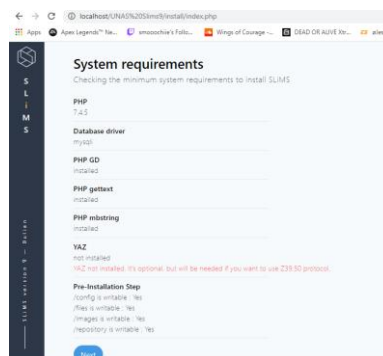 localhost/UNAS%20Slims9/install/index.php
Apps
Apex Legends™ Ne...
smooochie's Follo...
Wings of Courage -...
DEAD OR ALIVE Xtr...
System requirements
Checking the minimum system requirements to install SLiMS
PHP
7.4.5
Database driver
mysqli
PHP GD
installed
PHP gettext
installed
PHP mbstring
installed
YAZ
not installed
YAZ not installed. It's optional, but will be needed if you want to use Z39.50 protocol.
Pre-Installation Step
/config is writable : Yes
/files is writable : Yes
/images is writable : Yes
/repository is writable : Yes
Next
S
L
i
M
S
SLiMS version 9 — Bulian